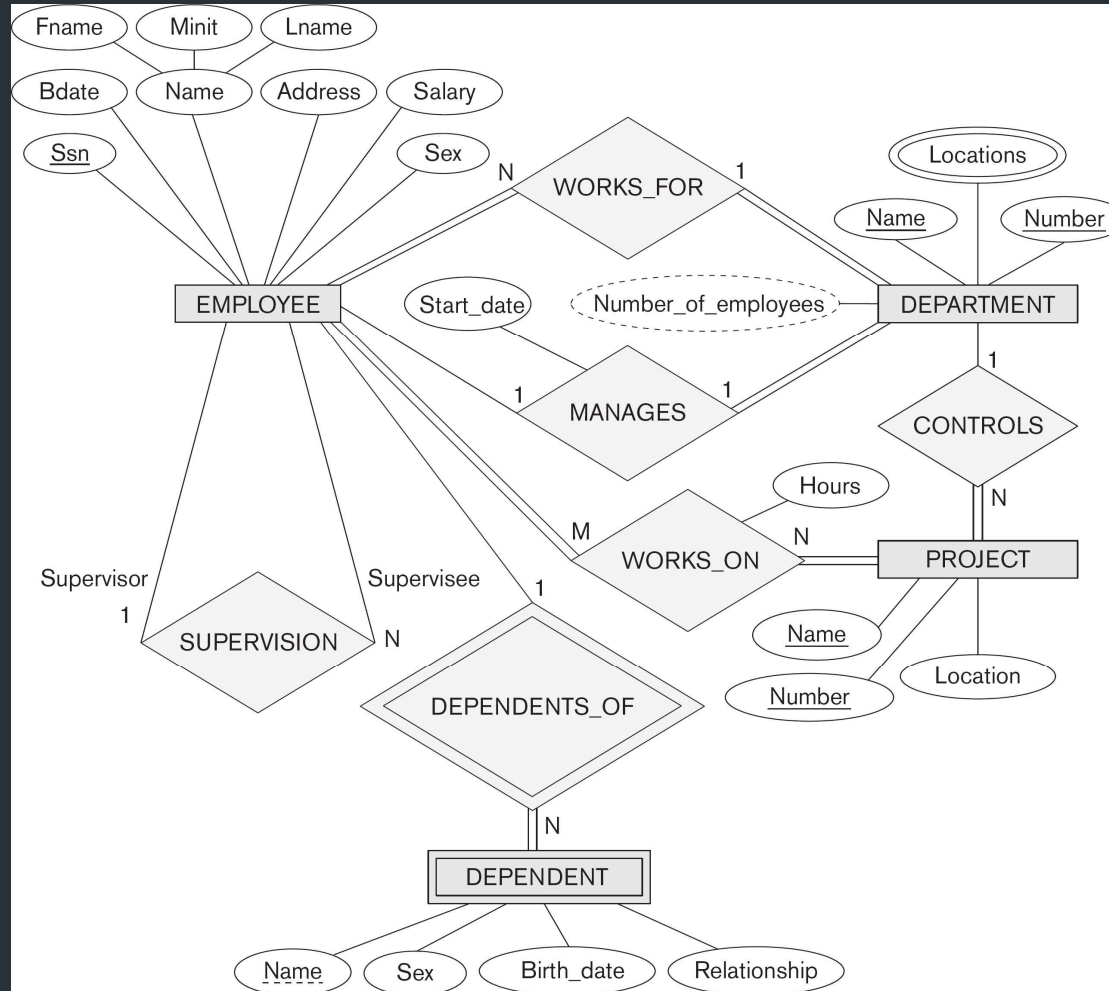 Fname
Minit
Lname
Bdate
Name
Address
Salary
Ssn
Sex
N
WORKS_FOR
1
Locations
Name
Number
EMPLOYEE
Start_date
Number_of_employees
DEPARTMENT
1
MANAGES
1
1
CONTROLS
N
Hours
M
WORKS_ON
N
PROJECT
Supervisor
1
SUPERVISION
Supervisee
N
1
Name
Number
Location
DEPENDENTS_OF
N
DEPENDENT
Name
Sex
Birth_date
Relationship